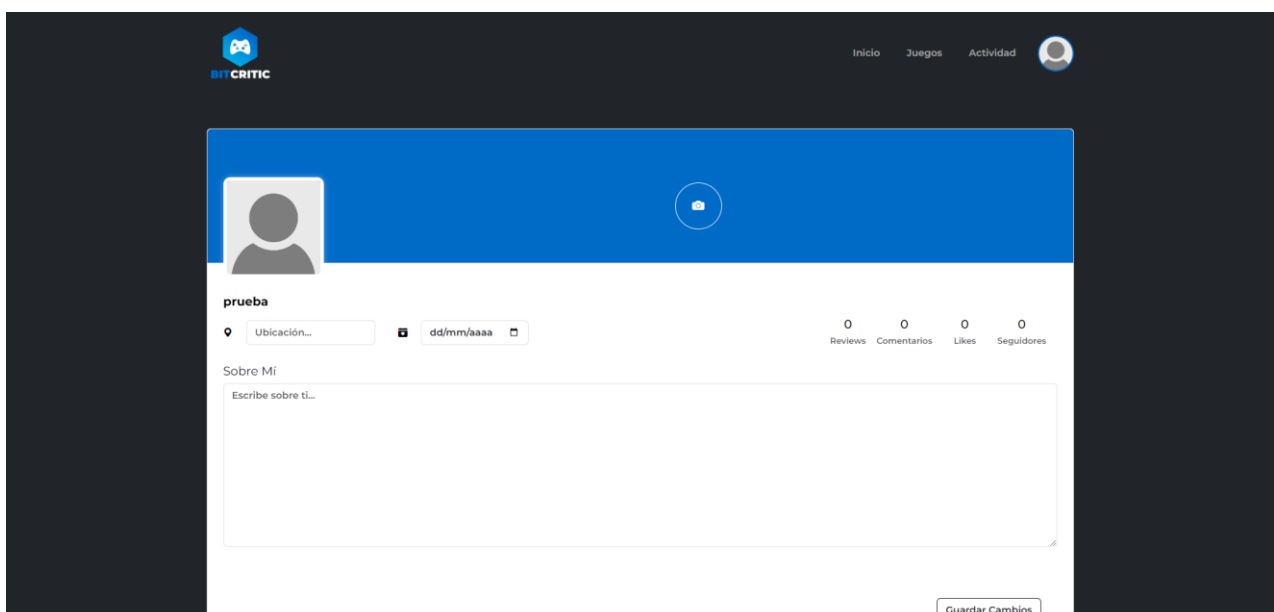 BITCRITIC
Inicio Juegos Actividad
prueba
Ubicación... dd/mm/aaaa
0 0 0 0
Reviews Comentarios Likes Seguidores
Sobre Mí
Escribe sobre ti...
Guardar Cambios